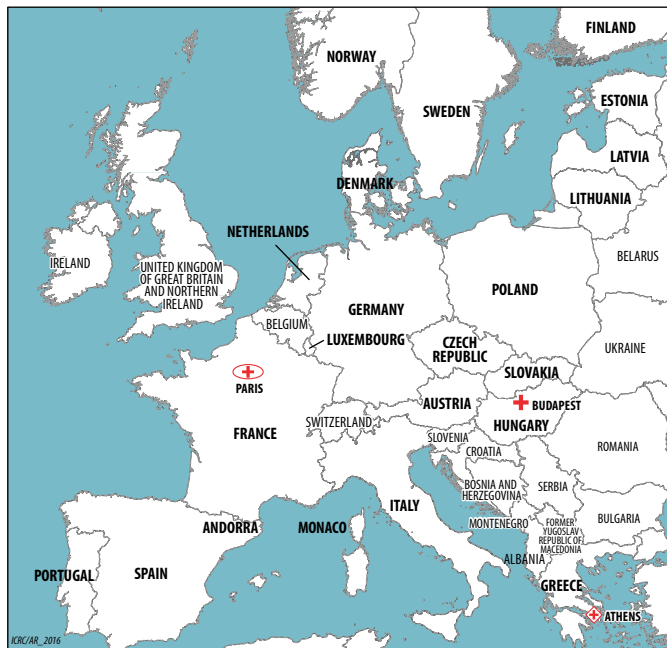 FINLAND
NORWAY
SWEDEN
ESTONIA
LATVIA
DENMARK
LITHUANIA
NETHERLANDS
BELARUS
IRELAND
UNITED KINGDOM
OF GREAT BRITAIN
AND NORTHERN
IRELAND
POLAND
GERMANY
BELGIUM
LUXEMBOURG
CZECH
REPUBLIC
UKRAINE
SLOVAKIA
PARIS
AUSTRIA
BUDAPEST
HUNGARY
SWITZERLAND
FRANCE
SLOVENIA
CROATIA
ROMANIA
BOSNIA AND
HERZEGOVINA
SERBIA
ITALY
ANDORRA
MONACO
MONTENEGRO
FORMER
YUGOSLAV
REPUBLIC OF
MACEDONIA
BULGARIA
ALBANIA
PORTUGAL
SPAIN
GREECE
ATHENS
ICRC/AR_2016